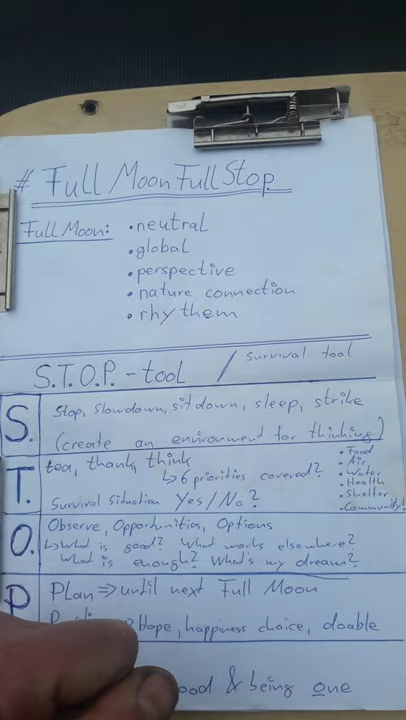 # Full Moon Full Stop
Full Moon:
• neutral
• global
• perspective
• nature connection
• rhy them
S.T.O.P. - tool / Survival tool
S. Stop, Slowdown, sit down, sleep, strike
(create an environment for thinking)
T. tea, thank, think
↳ 6 priorities covered?
Survival Situation Yes/No?
• Food
• Air
• Water
• Health
• Shelter
• Community!
O. Observe, Opportunities, Options
↳ What is good? What works elsewhere?
What is enough? What's my dream?
P Plan ⇒ until next Full Moon
⇒ Hope, happiness choice, doable
ood & being one